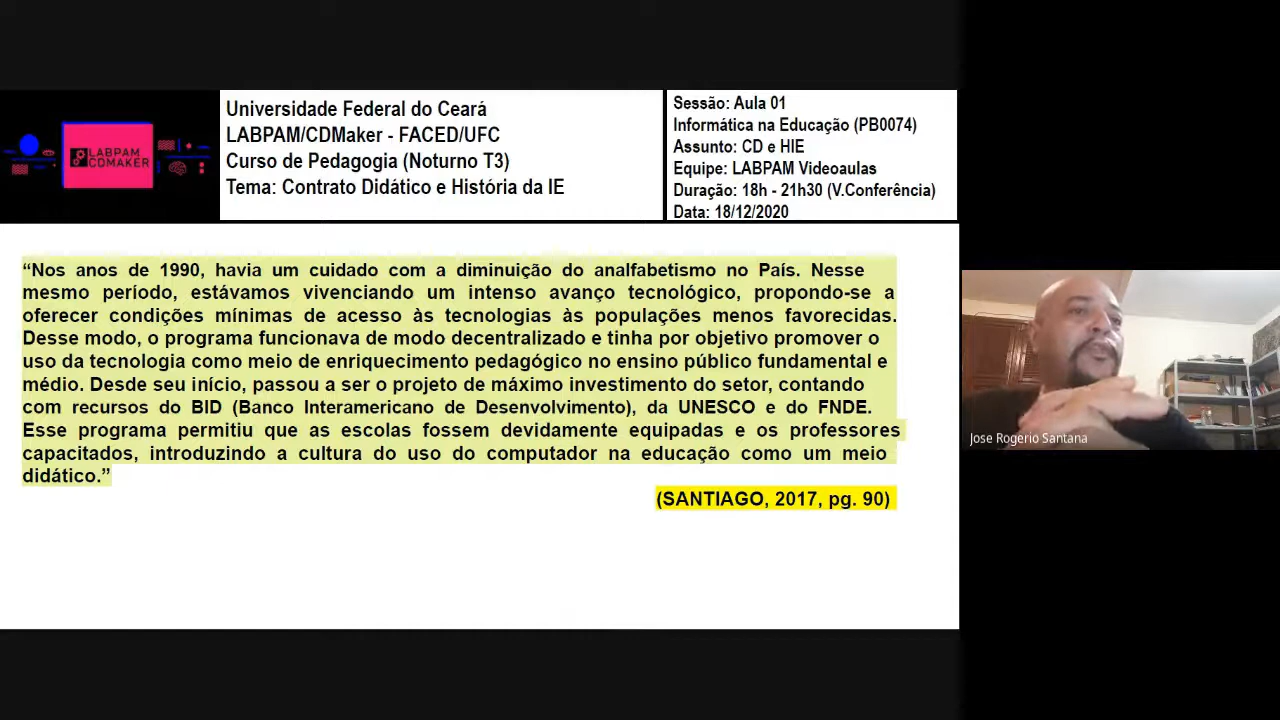 LABPAM
CDMAKER
Universidade Federal do Ceará
LABPAM/CDMaker - FACED/UFC
Curso de Pedagogia (Noturno T3)
Tema: Contrato Didático e História da IE
Sessão: Aula 01
Informática na Educação (PB0074)
Assunto: CD e HIE
Equipe: LABPAM Videoaulas
Duração: 18h - 21h30 (V.Conferência)
Data: 18/12/2020
“Nos anos de 1990, havia um cuidado com a diminuição do analfabetismo no País. Nesse
mesmo período, estávamos vivenciando um intenso avanço tecnológico, propondo-se a
oferecer condições mínimas de acesso às tecnologias às populações menos favorecidas.
Desse modo, o programa funcionava de modo decentralizado e tinha por objetivo promover o
uso da tecnologia como meio de enriquecimento pedagógico no ensino público fundamental e
médio. Desde seu início, passou a ser o projeto de máximo investimento do setor, contando
com recursos do BID (Banco Interamericano de Desenvolvimento), da UNESCO e do FNDE.
Esse programa permitiu que as escolas fossem devidamente equipadas e os professores
capacitados, introduzindo a cultura do uso do computador na educação como um meio
didático.”
(SANTIAGO, 2017, pg. 90)
Jose Rogerio Santana